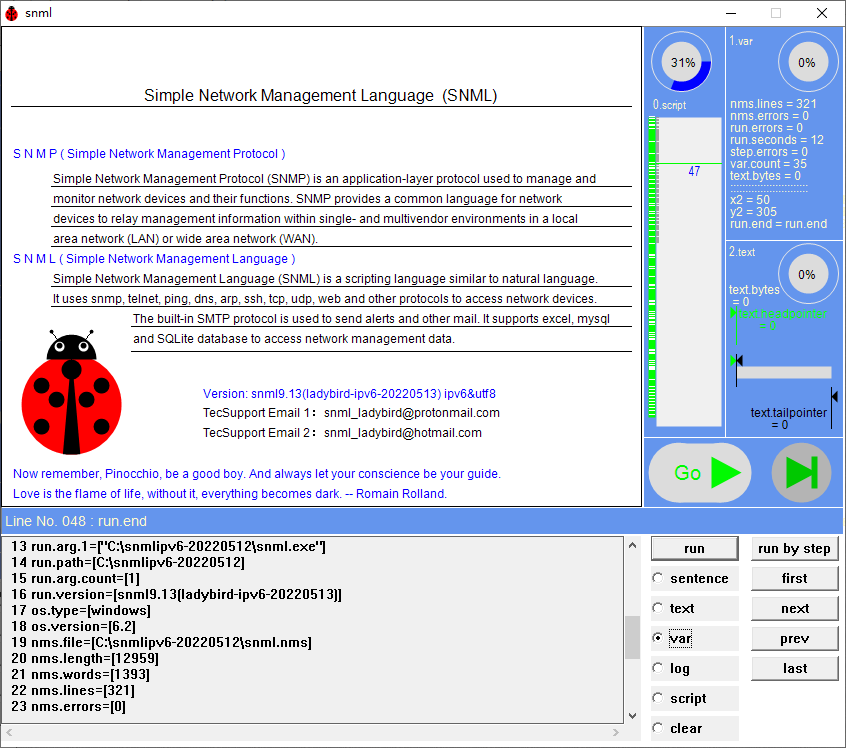 snml
Simple Network Management Language (SNML)
S N M P ( Simple Network Management Protocol )
Simple Network Management Protocol (SNMP) is an application-layer protocol used to manage and
monitor network devices and their functions. SNMP provides a common language for network
devices to relay management information within single- and multivendor environments in a local
area network (LAN) or wide area network (WAN).
S N M L ( Simple Network Management Language )
Simple Network Management Language (SNML) is a scripting language similar to natural language.
It uses snmp, telnet, ping, dns, arp, ssh, tcp, udp, web and other protocols to access network devices.
The built-in SMTP protocol is used to send alerts and other mail. It supports excel, mysql
and SQLite database to access network management data.
Version: snml9.13(ladybird-ipv6-20220513) ipv6&utf8
TecSupport Email 1：snml_ladybird@protonmail.com
TecSupport Email 2：snml_ladybird@hotmail.com
Now remember, Pinocchio, be a good boy. And always let your conscience be your guide.
Love is the flame of life, without it, everything becomes dark. -- Romain Rolland.
31%
0.script
47
1.var
0%
nms.lines = 321
nms.errors = 0
run.errors = 0
run.seconds = 12
step.errors = 0
var.count = 35
text.bytes = 0
x2 = 50
y2 = 305
run.end = run.end
2.text
0%
text.bytes
= 0
text.headpointer
= 0
text.tailpointer
= 0
Go
Line No. 048 : run.end
13 run.arg.1=["C:\snmlipv6-20220512\snml.exe"]
14 run.path=[C:\snmlipv6-20220512]
15 run.arg.count=[1]
16 run.version=[snml9.13(ladybird-ipv6-20220513)]
17 os.type=[windows]
18 os.version=[6.2]
19 nms.file=[C:\snmlipv6-20220512\snml.nms]
20 nms.length=[12959]
21 nms.words=[1393]
22 nms.lines=[321]
23 nms.errors=[0]
run
sentence
text
var
log
script
clear
run by step
first
next
prev
last